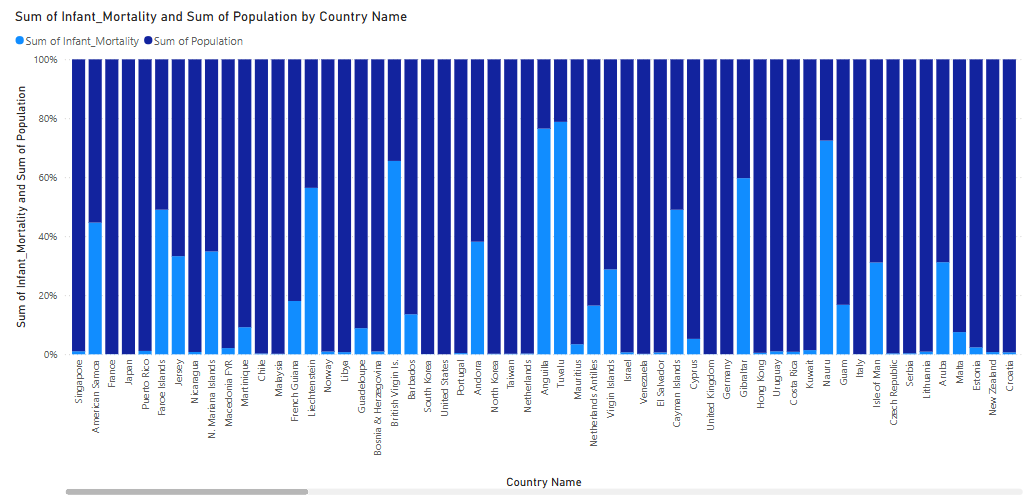 Sum of Infant_Mortality and Sum of Population by Country Name
Sum of Infant_Mortality Sum of Population
Sum of Infant_Mortality and Sum of Population
100%
80%
60%
40%
20%
0%
Singapore
American Samoa
France
Japan
Puerto Rico
Faroe Islands
Jersey
Nicaragua
N. Mariana Islands
Macedonia FYR
Martinique
Chile
Malaysia
French Guiana
Liechtenstein
Norway
Libya
Guadeloupe
Bosnia & Herzegovina
British Virgin Is.
Barbados
South Korea
United States
Portugal
Andorra
North Korea
Taiwan
Netherlands
Anguilla
Tuvalu
Mauritius
Netherlands Antilles
Virgin Islands
Israel
Venezuela
El Salvador
Cayman Islands
Cyprus
United Kingdom
Germany
Gibraltar
Hong Kong
Uruguay
Costa Rica
Kuwait
Nauru
Guam
Italy
Isle of Man
Czech Republic
Serbia
Lithuania
Aruba
Malta
Estonia
New Zealand
Croatia
Country Name